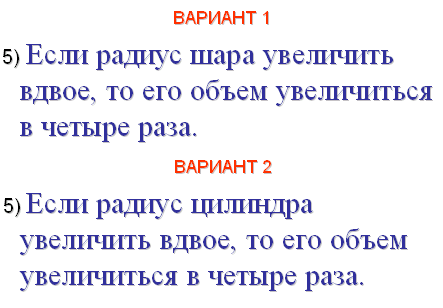 ВАРИАНТ 1
5) Если радиус шара увеличить
вдвое, то его объем увеличиться
в четыре раза.
ВАРИАНТ 2
5) Если радиус цилиндра
увеличить вдвое, то его объем
увеличиться в четыре раза.